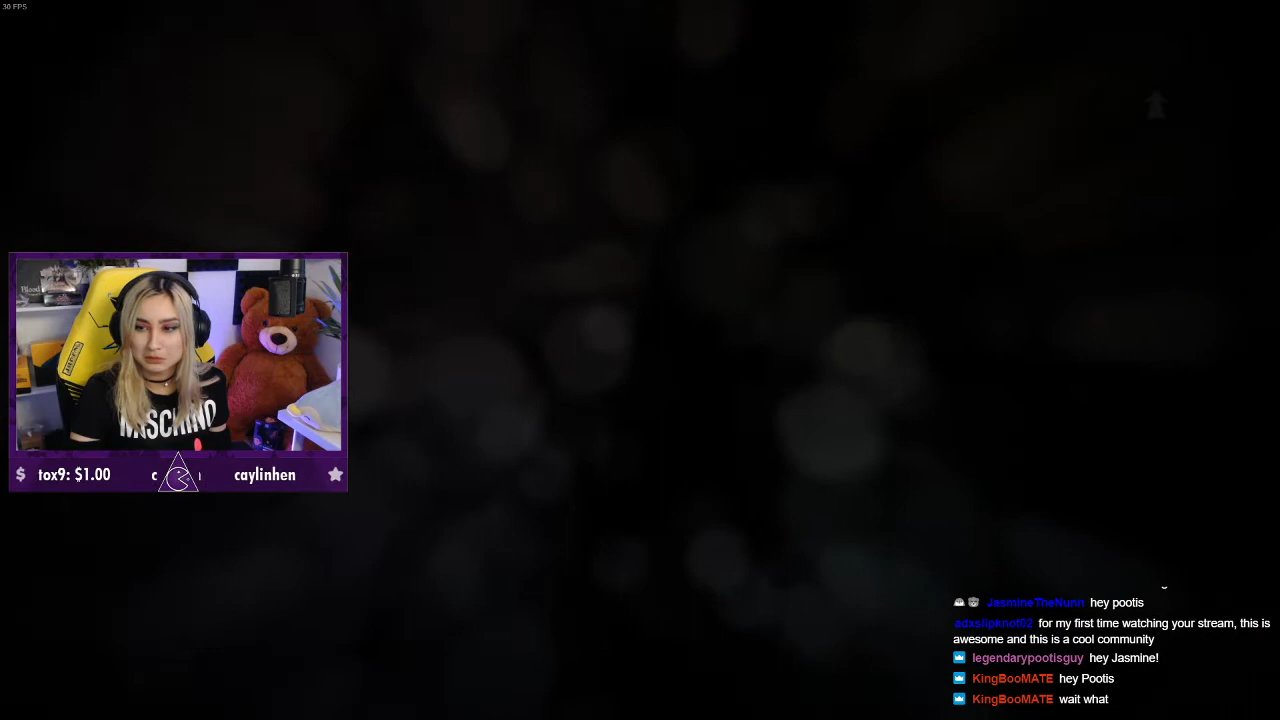 30 FPS
Blood
MOSCHINO
$ tox9: $1.00 c caylinhen
JasmineTheNunn hey pootis
adxslipknot02 for my first time watching your stream, this is
awesome and this is a cool community
legendarypootisguy hey Jasmine!
KingBooMATE hey Pootis
KingBooMATE wait what